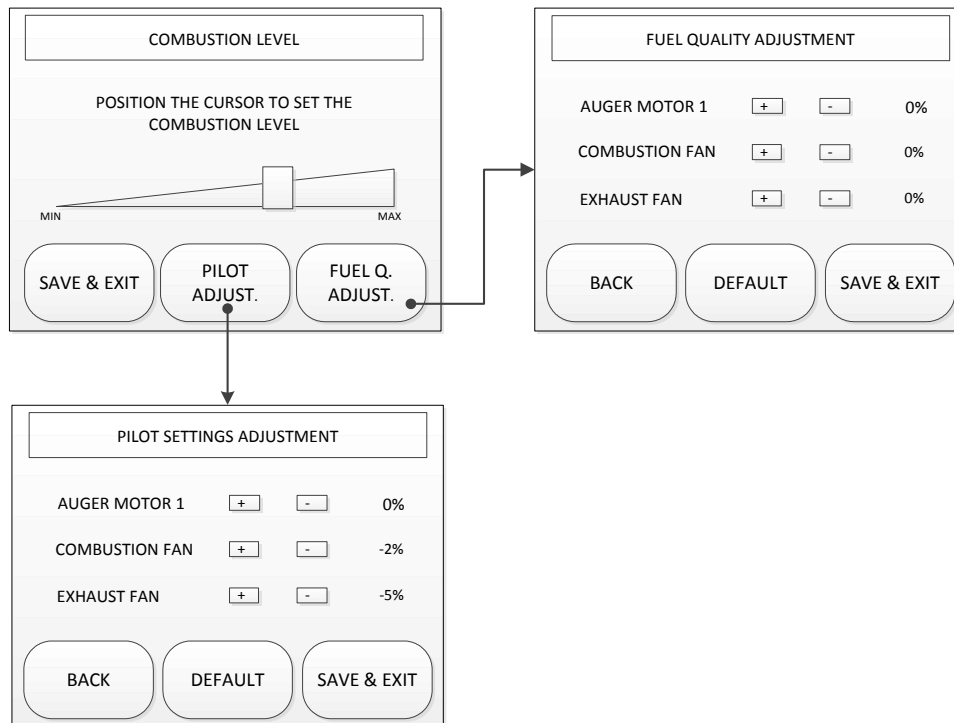 COMBUSTION LEVEL
POSITION THE CURSOR TO SET THE
COMBUSTION LEVEL
MIN
MAX
SAVE & EXIT
PILOT
ADJUST.
FUEL Q.
ADJUST.
FUEL QUALITY ADJUSTMENT
AUGER MOTOR 1 + - 0%
COMBUSTION FAN + - 0%
EXHAUST FAN + - 0%
BACK
DEFAULT
SAVE & EXIT
PILOT SETTINGS ADJUSTMENT
AUGER MOTOR 1 + - 0%
COMBUSTION FAN + - -2%
EXHAUST FAN + - -5%
BACK
DEFAULT
SAVE & EXIT